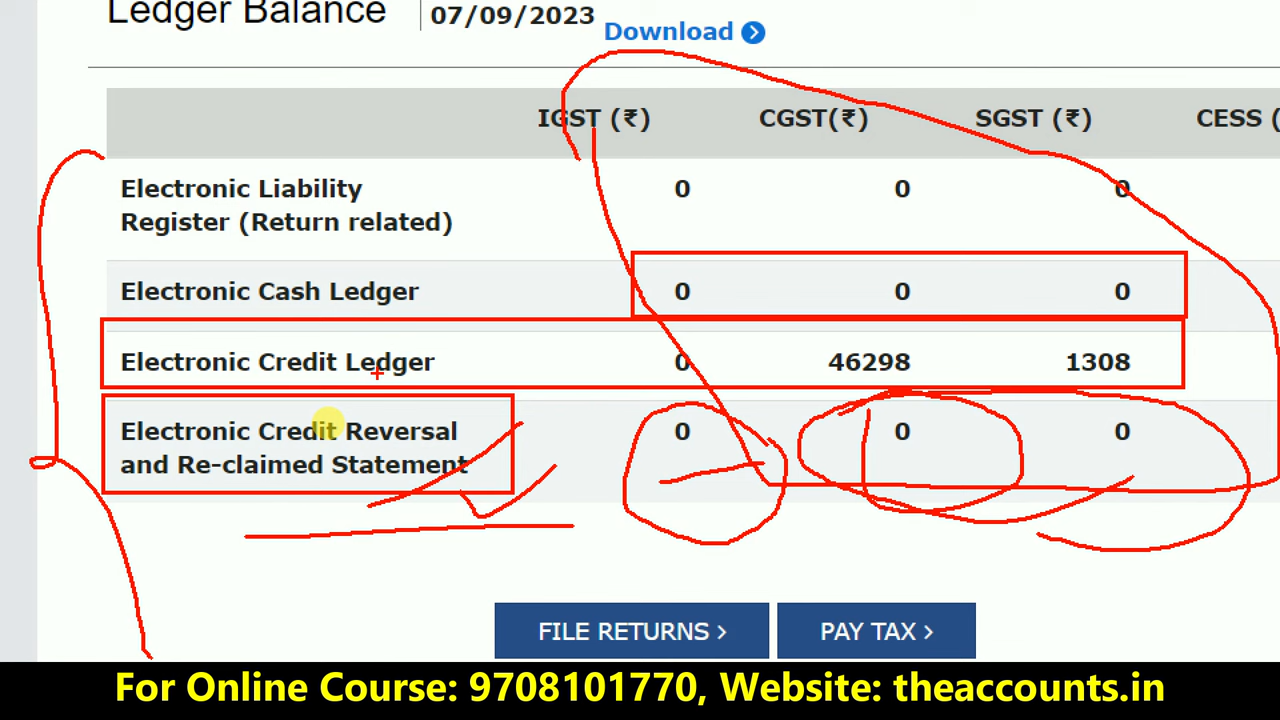 Ledger Balance
07/09/2023
Download
IGST (₹) CGST(₹) SGST (₹) CESS (
Electronic Liability
Register (Return related) 0 0 0
Electronic Cash Ledger 0 0 0
Electronic Credit Ledger 0 46298 1308
Electronic Credit Reversal
and Re-claimed Statement 0 0 0
FILE RETURNS > PAY TAX >
For Online Course: 9708101770, Website: theaccounts.in